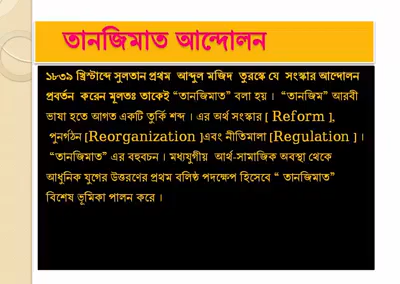 তানজিমাত আন্দোলন
১৮৩৯ খ্রিস্টাব্দে সুলতান প্রথম আব্দুল মজিদ তুরস্কে যে সংস্কার আন্দোলন
প্রবর্তন করেন মূলতঃ তাকেই “তানজিমাত” বলা হয় । “তানজিম” আরবী
ভাষা হতে আগত একটি তুর্কি শব্দ । এর অর্থ সংস্কার [ Reform ],
পুনর্গঠন [Reorganization ]এবং নীতিমালা [Regulation ] ।
“তানজিমাত” এর বহুবচন । মধ্যযুগীয় আর্থ-সামাজিক অবস্থা থেকে
আধুনিক যুগের উত্তরণের প্রথম বলিষ্ঠ পদক্ষেপ হিসেবে “ তানজিমাত”
বিশেষ ভূমিকা পালন করে ।